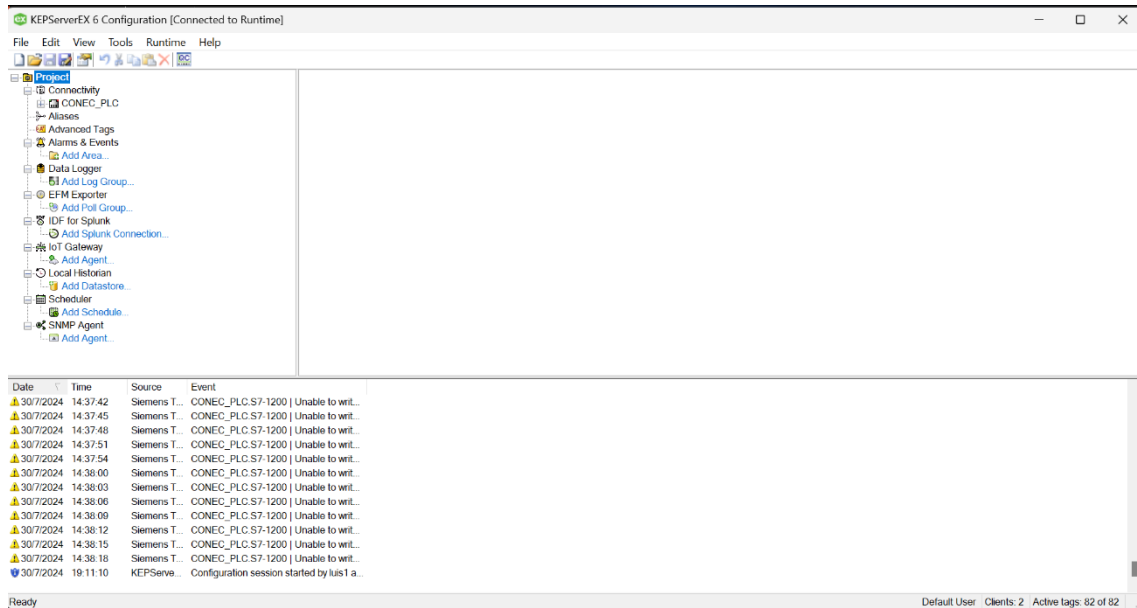 KEPServerEX 6 Configuration [Connected to Runtime]
File Edit View Tools Runtime Help
Project
Connectivity
CONEC_PLC
Aliases
Advanced Tags
Alarms & Events
Add Area...
Data Logger
Add Log Group...
EFM Exporter
Add Poll Group...
IDF for Splunk
Add Splunk Connection...
IoT Gateway
Add Agent...
Local Historian
Add Datastore...
Scheduler
Add Schedule...
SNMP Agent
Add Agent...
Date Time Source Event
30/7/2024 14:37:42 Siemens T... CONEC_PLC.S7-1200 | Unable to writ...
30/7/2024 14:37:45 Siemens T... CONEC_PLC.S7-1200 | Unable to writ...
30/7/2024 14:37:48 Siemens T... CONEC_PLC.S7-1200 | Unable to writ...
30/7/2024 14:37:51 Siemens T... CONEC_PLC.S7-1200 | Unable to writ...
30/7/2024 14:37:54 Siemens T... CONEC_PLC.S7-1200 | Unable to writ...
30/7/2024 14:38:00 Siemens T... CONEC_PLC.S7-1200 | Unable to writ...
30/7/2024 14:38:03 Siemens T... CONEC_PLC.S7-1200 | Unable to writ...
30/7/2024 14:38:06 Siemens T... CONEC_PLC.S7-1200 | Unable to writ...
30/7/2024 14:38:09 Siemens T... CONEC_PLC.S7-1200 | Unable to writ...
30/7/2024 14:38:12 Siemens T... CONEC_PLC.S7-1200 | Unable to writ...
30/7/2024 14:38:15 Siemens T... CONEC_PLC.S7-1200 | Unable to writ...
30/7/2024 14:38:18 Siemens T... CONEC_PLC.S7-1200 | Unable to writ...
30/7/2024 19:11:10 KEPServe... Configuration session started by luis1 a...
Ready Default User Clients: 2 Active tags: 82 of 82